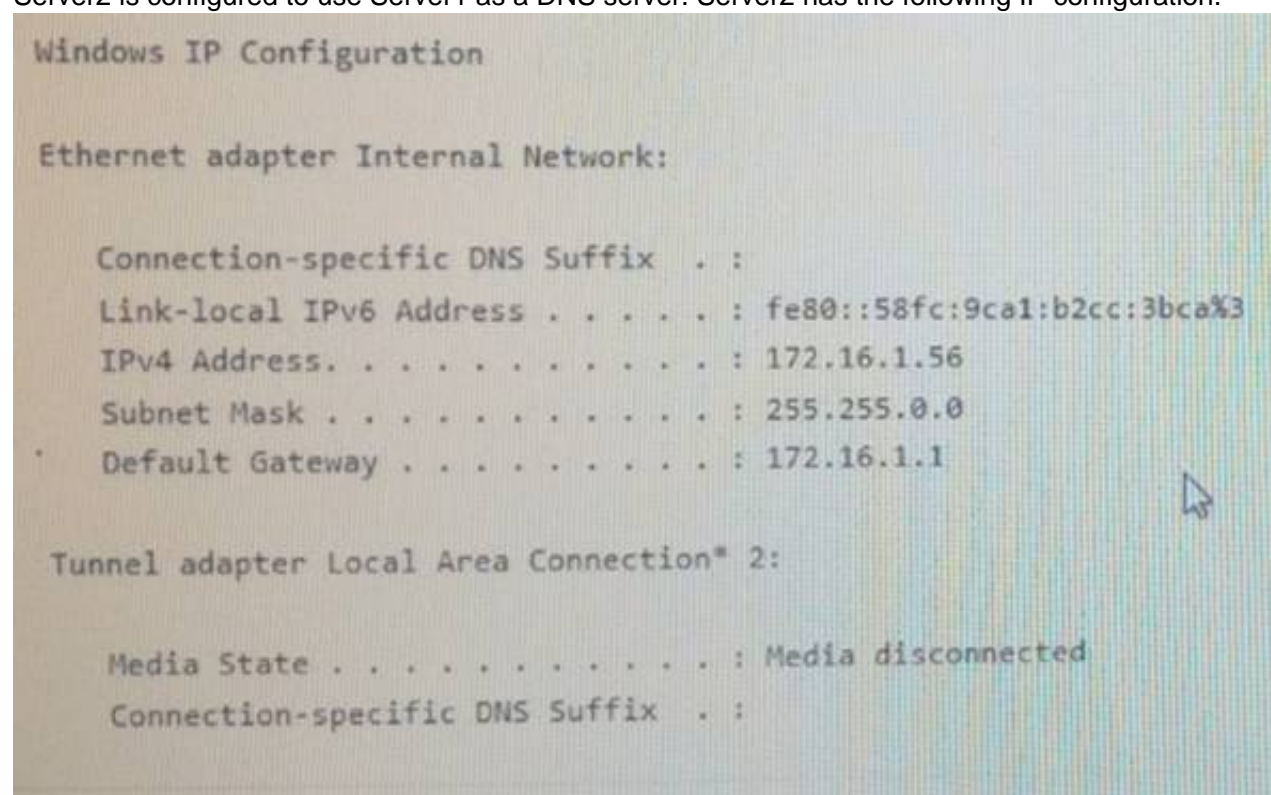 Server2 is configured to use Server1 as a DNS server. Server2 has the following IP configuration.
Windows IP Configuration
Ethernet adapter Internal Network:
Connection-specific DNS Suffix . :
Link-local IPv6 Address . . . . . : fe80::58fc:9ca1:b2cc:3bca%3
IPv4 Address. . . . . . . . . . . : 172.16.1.56
Subnet Mask . . . . . . . . . . . : 255.255.0.0
Default Gateway . . . . . . . . . : 172.16.1.1
Tunnel adapter Local Area Connection* 2:
Media State . . . . . . . . . . . : Media disconnected
Connection-specific DNS Suffix . :